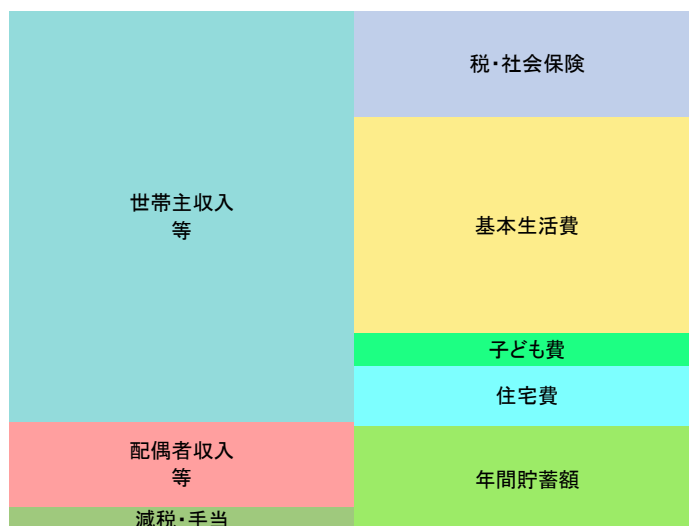 世帯主収入
等
配偶者収入
等
減税・手当
税・社会保険
基本生活費
子ども費
住宅費
年間貯蓄額